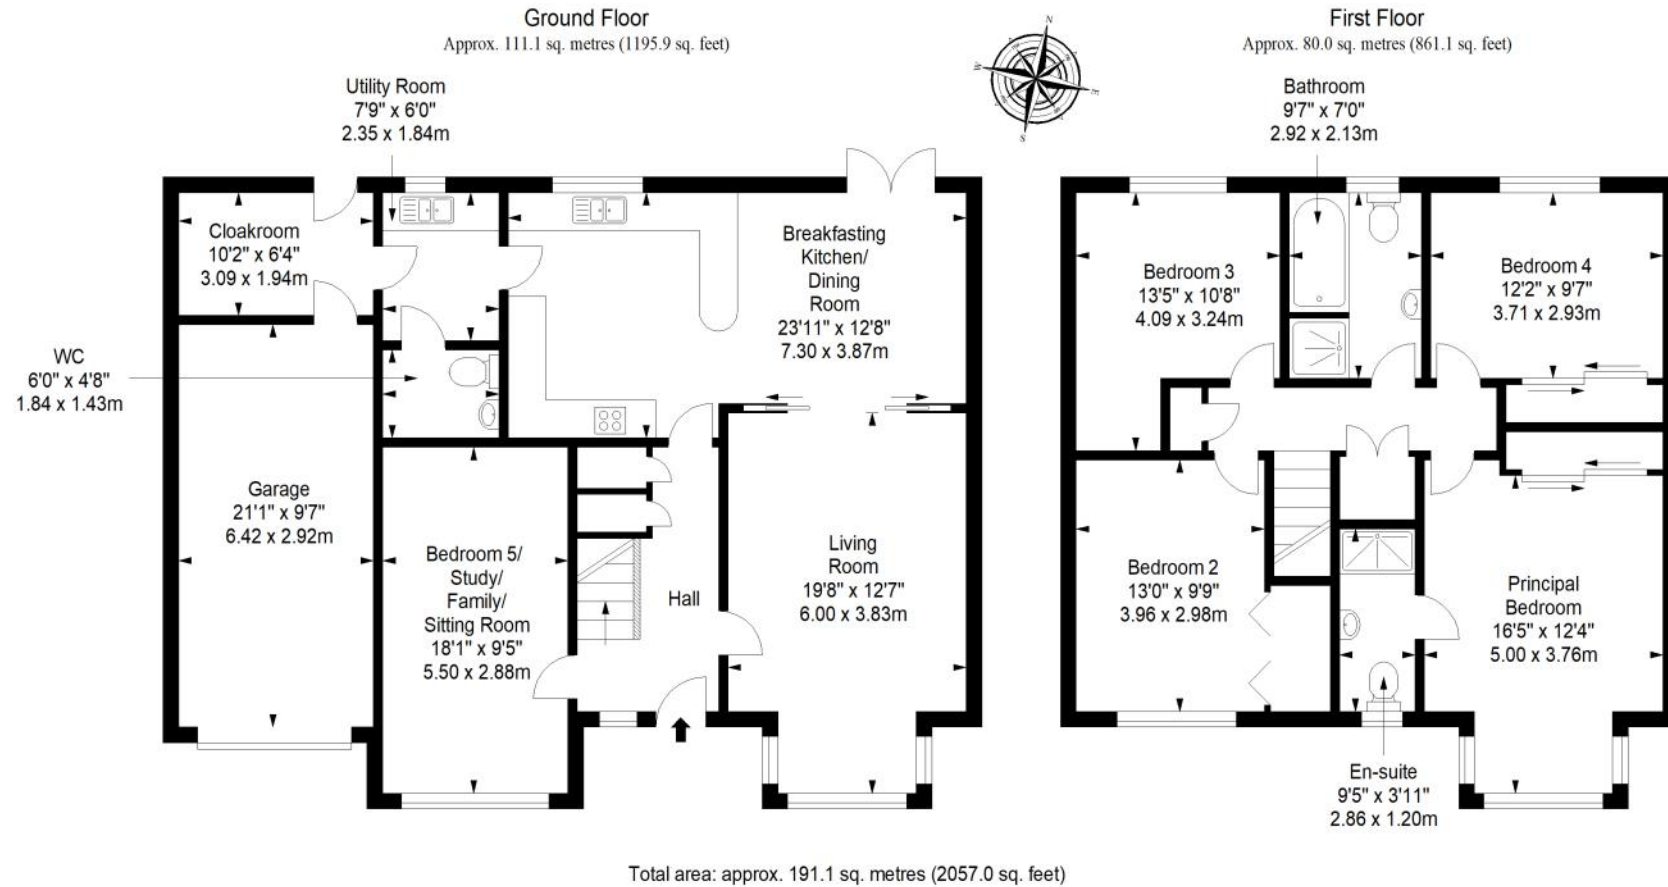 Ground Floor
Approx. 111.1 sq. metres (1195.9 sq. feet)
First Floor
Approx. 80.0 sq. metres (861.1 sq. feet)
N
W
E
S
Utility Room
7'9" x 6'0"
2.35 x 1.84m
Bathroom
9'7" x 7'0"
2.92 x 2.13m
Cloakroom
10'2" x 6'4"
3.09 x 1.94m
Breakfasting
Kitchen/
Dining
Room
23'11" x 12'8"
7.30 x 3.87m
Bedroom 3
13'5" x 10'8"
4.09 x 3.24m
Bedroom 4
12'2" x 9'7"
3.71 x 2.93m
WC
6'0" x 4'8"
1.84 x 1.43m
Garage
21'1" x 9'7"
6.42 x 2.92m
Bedroom 5/
Study/
Family/
Sitting Room
18'1" x 9'5"
5.50 x 2.88m
Hall
Living
Room
19'8" x 12'7"
6.00 x 3.83m
Bedroom 2
13'0" x 9'9"
3.96 x 2.98m
Principal
Bedroom
16'5" x 12'4"
5.00 x 3.76m
En-suite
9'5" x 3'11"
2.86 x 1.20m
Total area: approx. 191.1 sq. metres (2057.0 sq. feet)